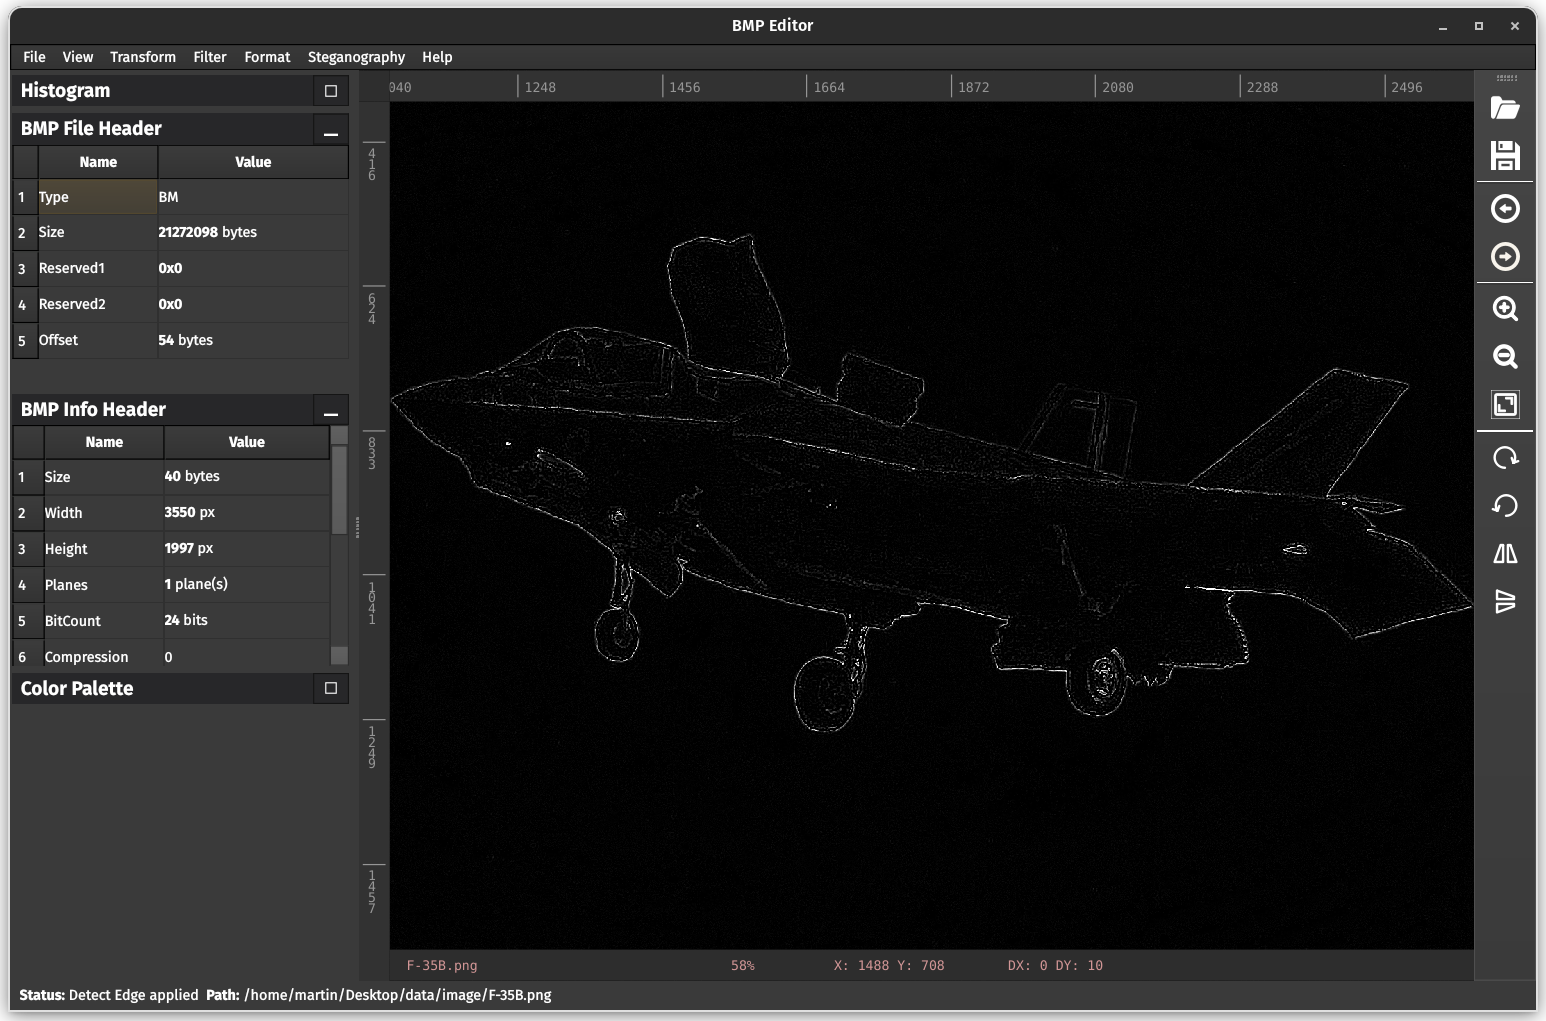 BMP Editor
File View Transform Filter Format Steganography Help
Histogram
BMP File Header
Name Value
1 Type BM
2 Size 21272098 bytes
3 Reserved1 0x0
4 Reserved2 0x0
5 Offset 54 bytes
BMP Info Header
Name Value
1 Size 40 bytes
2 Width 3550 px
3 Height 1997 px
4 Planes 1 plane(s)
5 BitCount 24 bits
6 Compression 0
Color Palette
040 1248 1456 1664 1872 2080 2288 2496
416
624
833
1041
1249
1457
F-35B.png 58% X: 1488 Y: 708 DX: 0 DY: 10
Status: Detect Edge applied Path: /home/martin/Desktop/data/image/F-35B.png